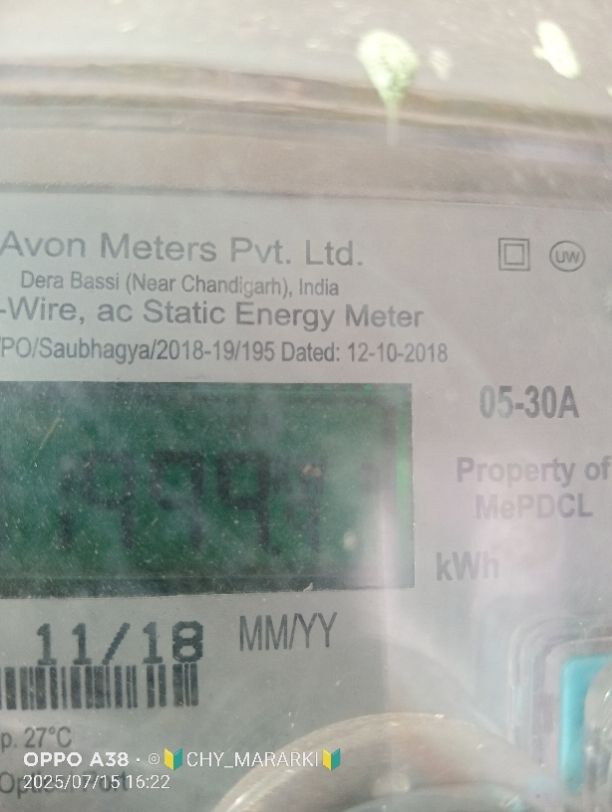 Avon Meters Pvt. Ltd.
Dera Bassi (Near Chandigarh), India
-Wire, ac Static Energy Meter
/PO/Saubhagya/2018-19/195 Dated: 12-10-2018
UW
05-30A
Property of
MePDCL
kWh
11/18 MM/YY
p. 27°C
OPPO A38 · © 🔰CHY_MARARKI🔰
2025/07/15 16:22